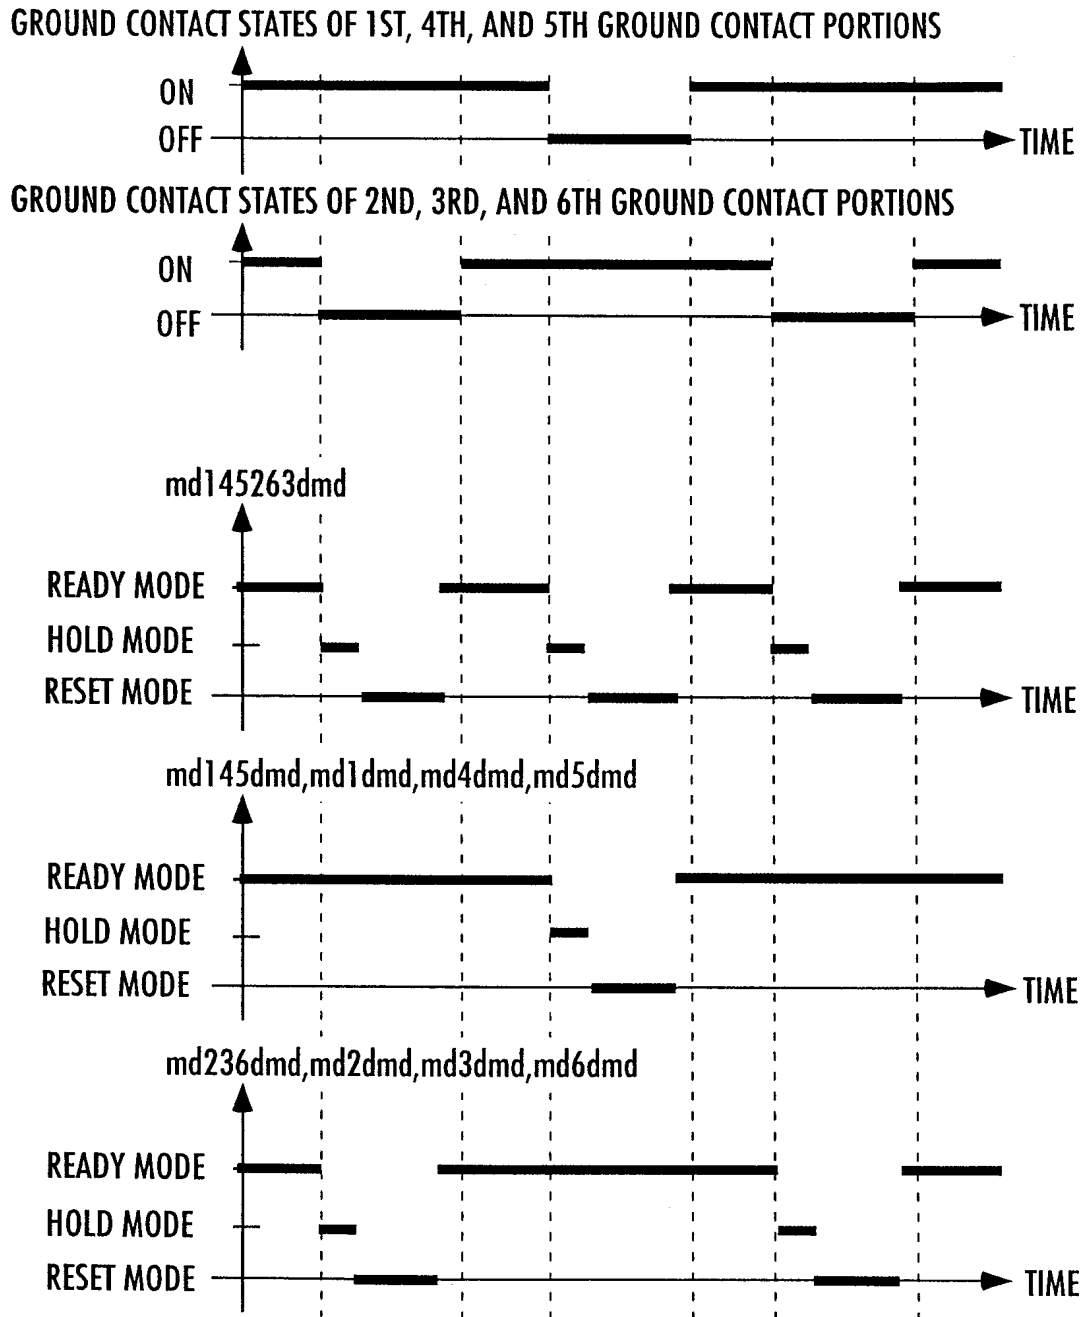 GROUND CONTACT STATES OF 1ST, 4TH, AND 5TH GROUND CONTACT PORTIONS
ON
OFF
TIME
GROUND CONTACT STATES OF 2ND, 3RD, AND 6TH GROUND CONTACT PORTIONS
ON
OFF
TIME
md145263dmd
READY MODE
HOLD MODE
RESET MODE
TIME
md145dmd,md1dmd,md4dmd,md5dmd
READY MODE
HOLD MODE
RESET MODE
TIME
md236dmd,md2dmd,md3dmd,md6dmd
READY MODE
HOLD MODE
RESET MODE
TIME